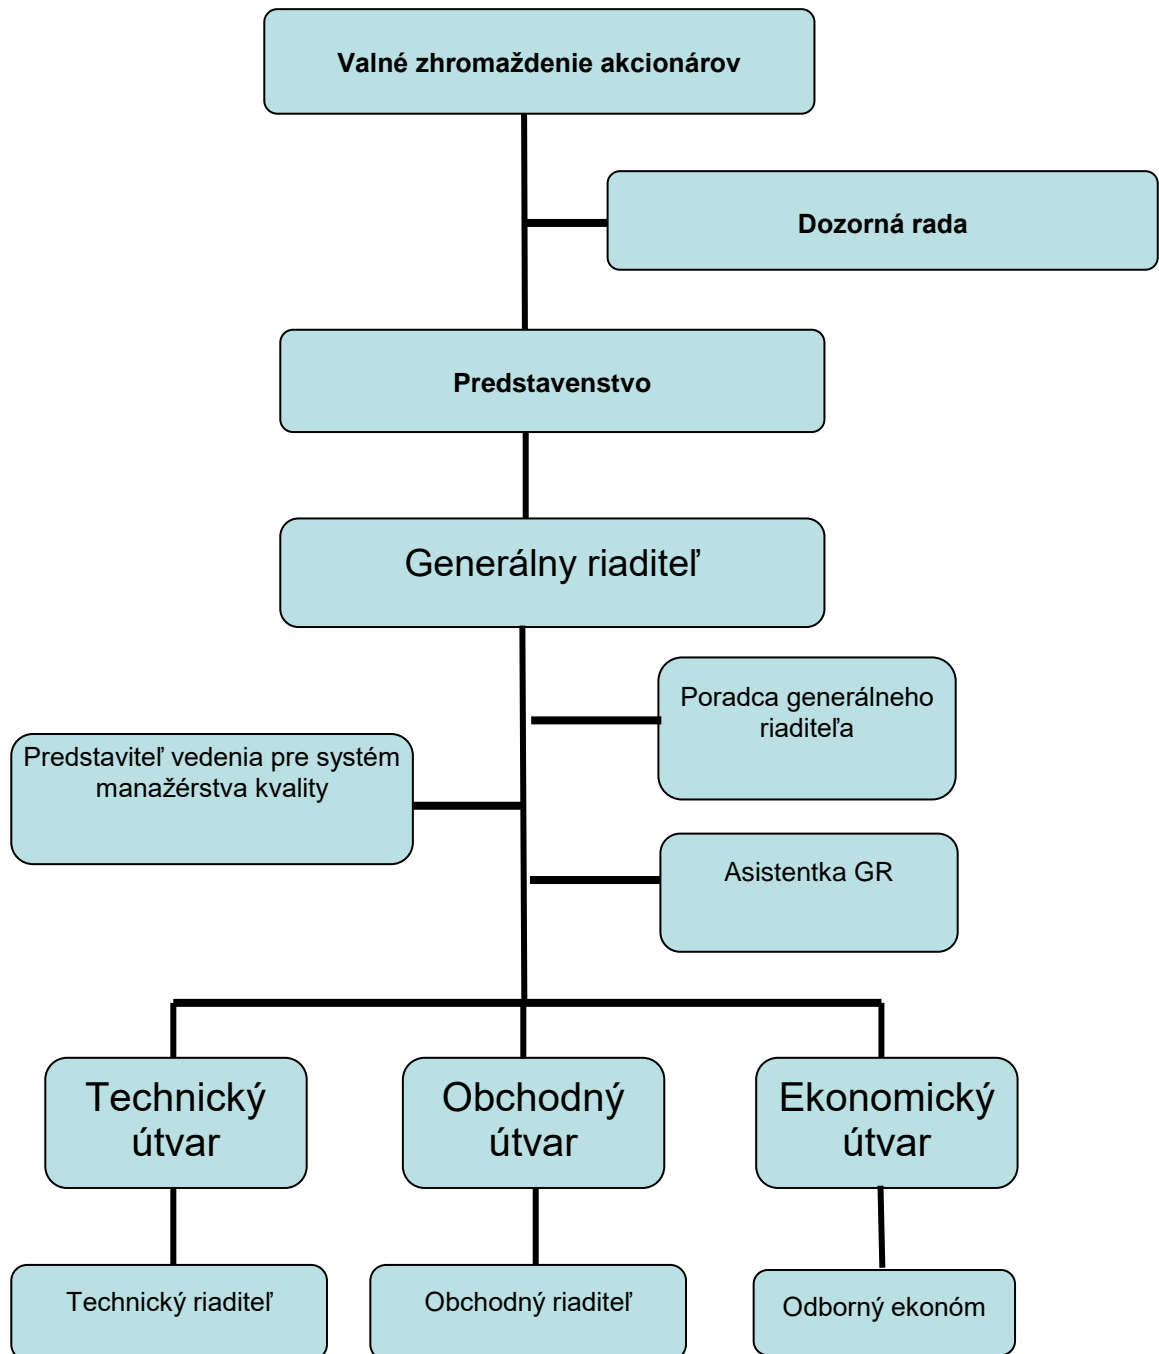 Valné zhromaždenie akcionárov
Dozorná rada
Predstavenstvo
Generálny riaditeľ
Poradca generálneho
riaditeľa
Predstaviteľ vedenia pre systém
manažérstva kvality
Asistentka GR
Technický
útvar
Obchodný
útvar
Ekonomický
útvar
Technický riaditeľ
Obchodný riaditeľ
Odborný ekonóm